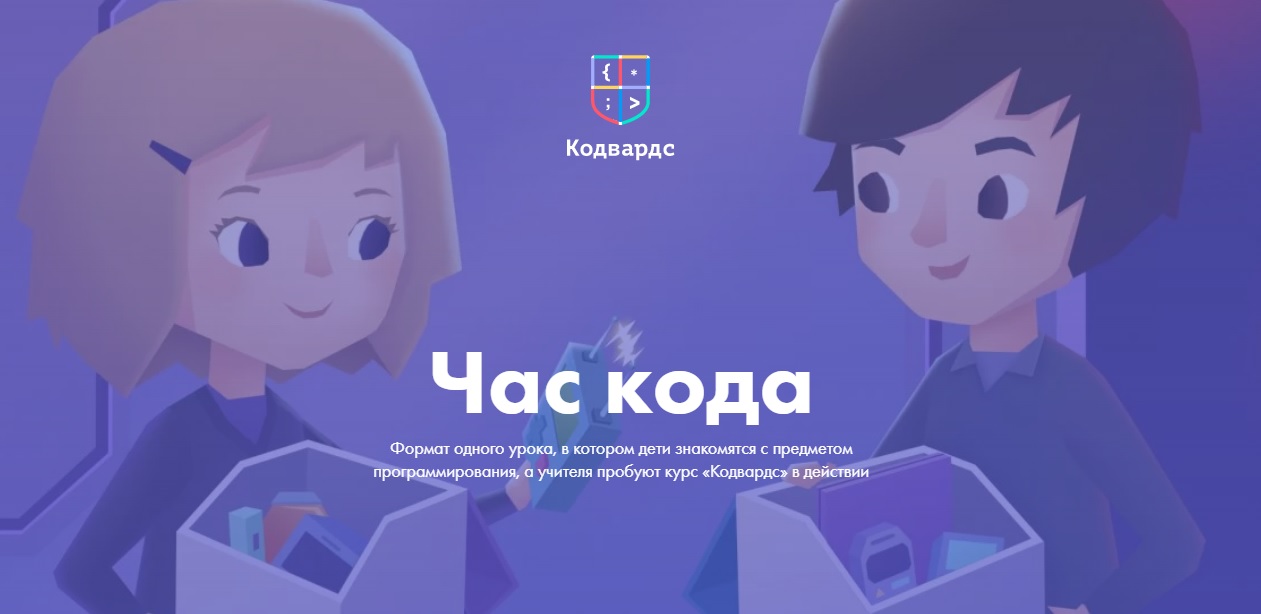 { *
; >
Кодвардс
Час кода
Формат одного урока, в котором дети знакомятся с предметом
программирования, а учителя пробуют курс «Кодвардс» в действии